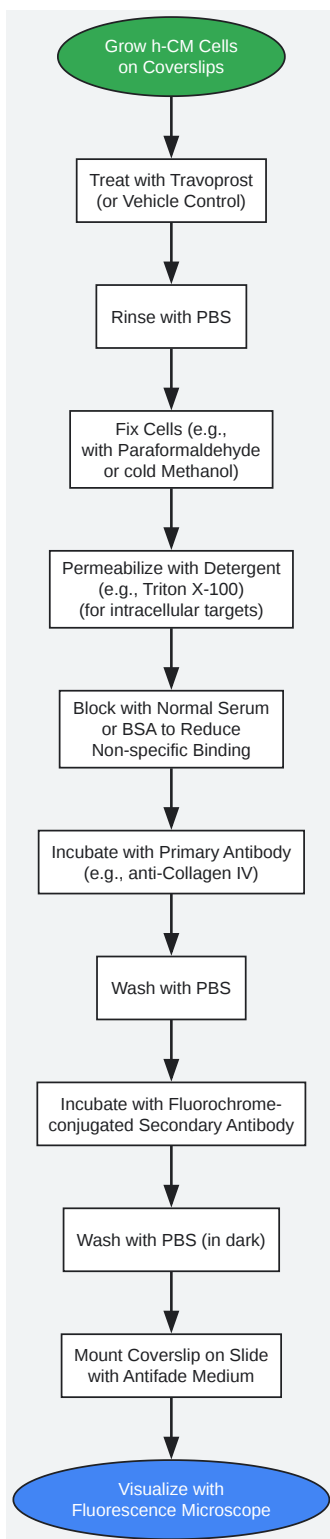 Grow h-CM Cells
on Coverslips
Treat with Travoprost
(or Vehicle Control)
Rinse with PBS
Fix Cells (e.g.,
with Paraformaldehyde
or cold Methanol)
Permeabilize with Detergent
(e.g., Triton X-100)
(for intracellular targets)
Block with Normal Serum
or BSA to Reduce
Non-specific Binding
Incubate with Primary Antibody
(e.g., anti-Collagen IV)
Wash with PBS
Incubate with Fluorochrome-
conjugated Secondary Antibody
Wash with PBS (in dark)
Mount Coverslip on Slide
with Antifade Medium
Visualize with
Fluorescence Microscope